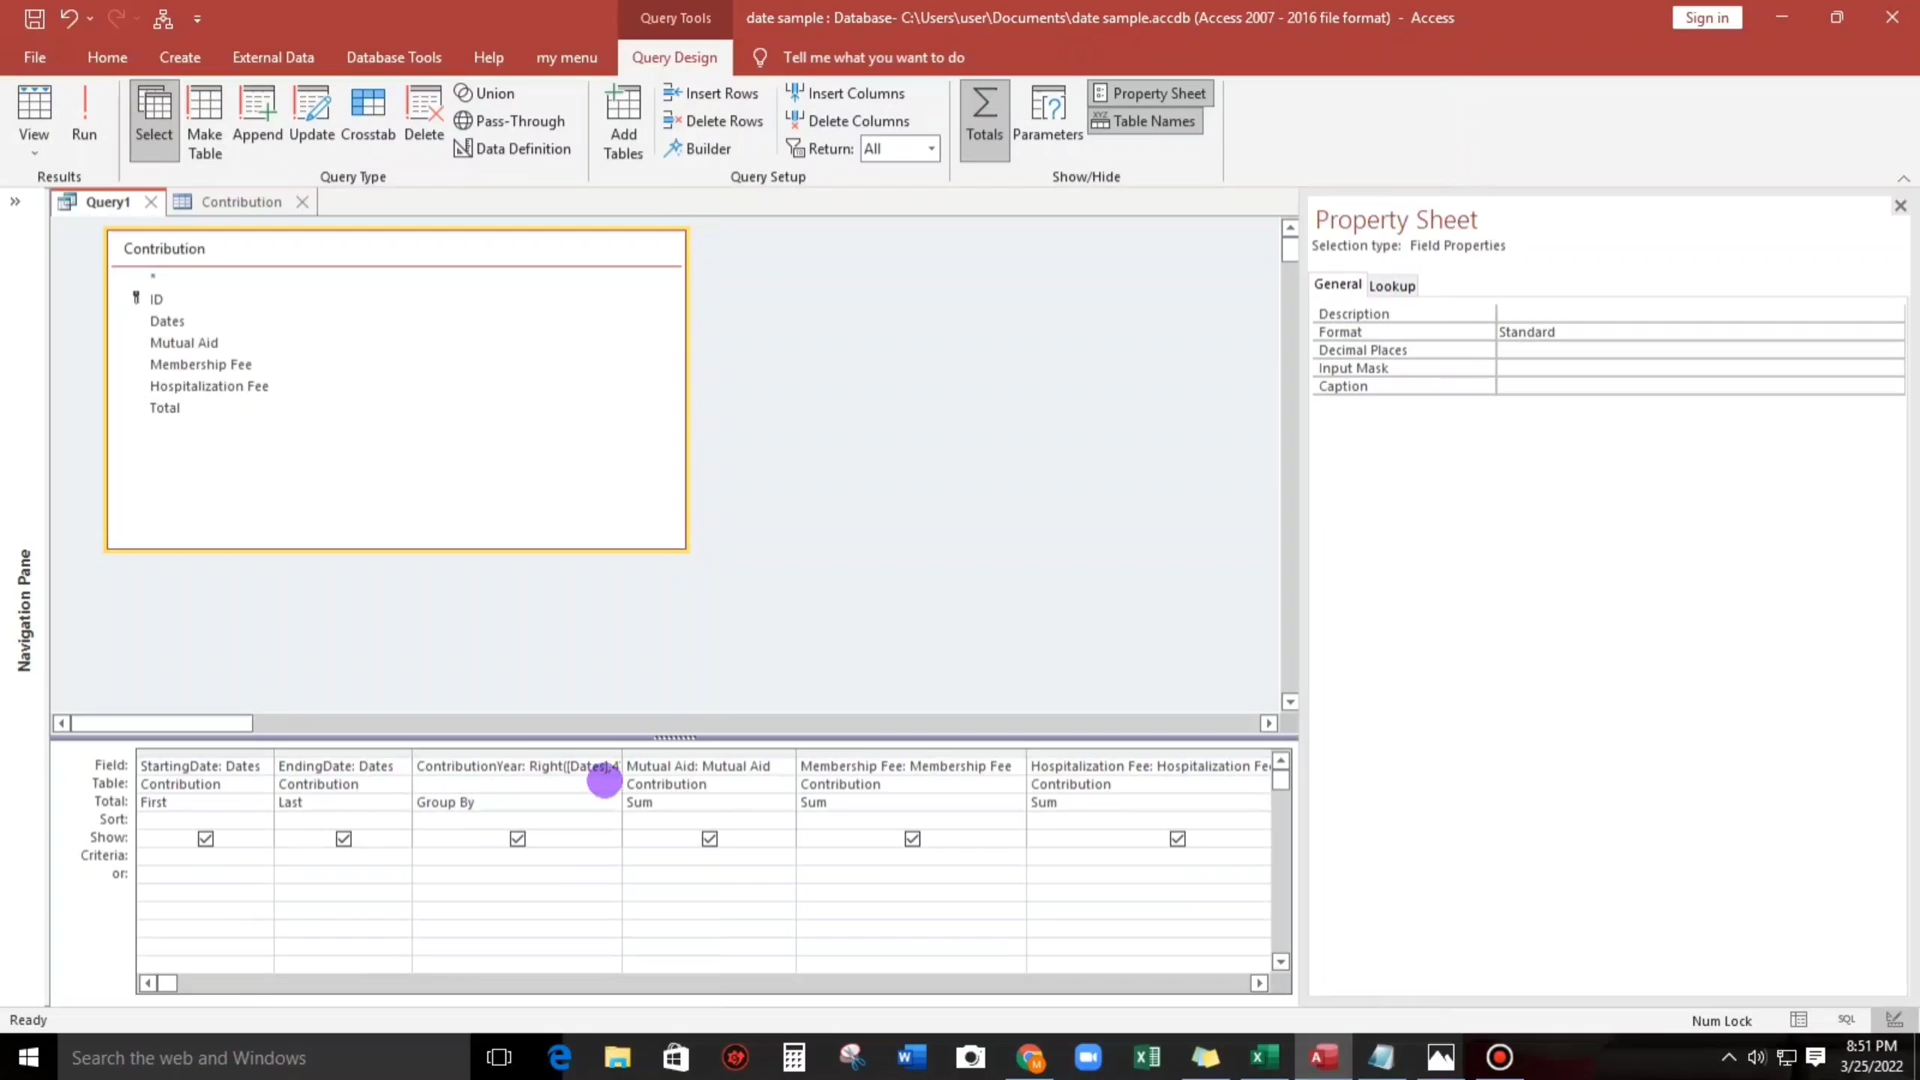 Query Tools
date sample : Database- C:\Users\user\Documents\date sample.accdb (Access 2007 - 2016 file format) - Access
Sign in
File Home Create External Data Database Tools Help my menu Query Design Tell me what you want to do
View
Run
Results
Select
Make Table
Append
Update
Crosstab
Delete
Union
Pass-Through
Data Definition
Query Type
Add Tables
Insert Rows
Delete Rows
Builder
Insert Columns
Delete Columns
Return: All
Query Setup
Totals
Parameters
Property Sheet
Table Names
Show/Hide
Query1
Contribution
Navigation Pane
Contribution
*
ID
Dates
Mutual Aid
Membership Fee
Hospitalization Fee
Total
Property Sheet
Selection type: Field Properties
General Lookup
Description
Format Standard
Decimal Places
Input Mask
Caption
Field: StartingDate: Dates EndingDate: Dates ContributionYear: Right([Dates];4 Mutual Aid: Mutual Aid Membership Fee: Membership Fee Hospitalization Fee: Hospitalization Fe
Table: Contribution Contribution Contribution Contribution Contribution
Total: First Last Group By Sum Sum Sum
Sort:
Show:
Criteria:
or:
Ready
Num Lock
SQL
Search the web and Windows
8:51 PM
3/25/2022